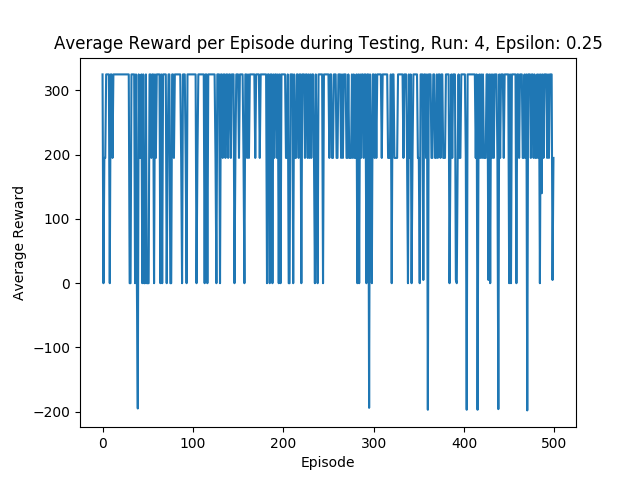 Average Reward per Episode during Testing, Run: 4, Epsilon: 0.25
300
200
100
0
−100
−200
Average Reward
0 100 200 300 400 500
Episode